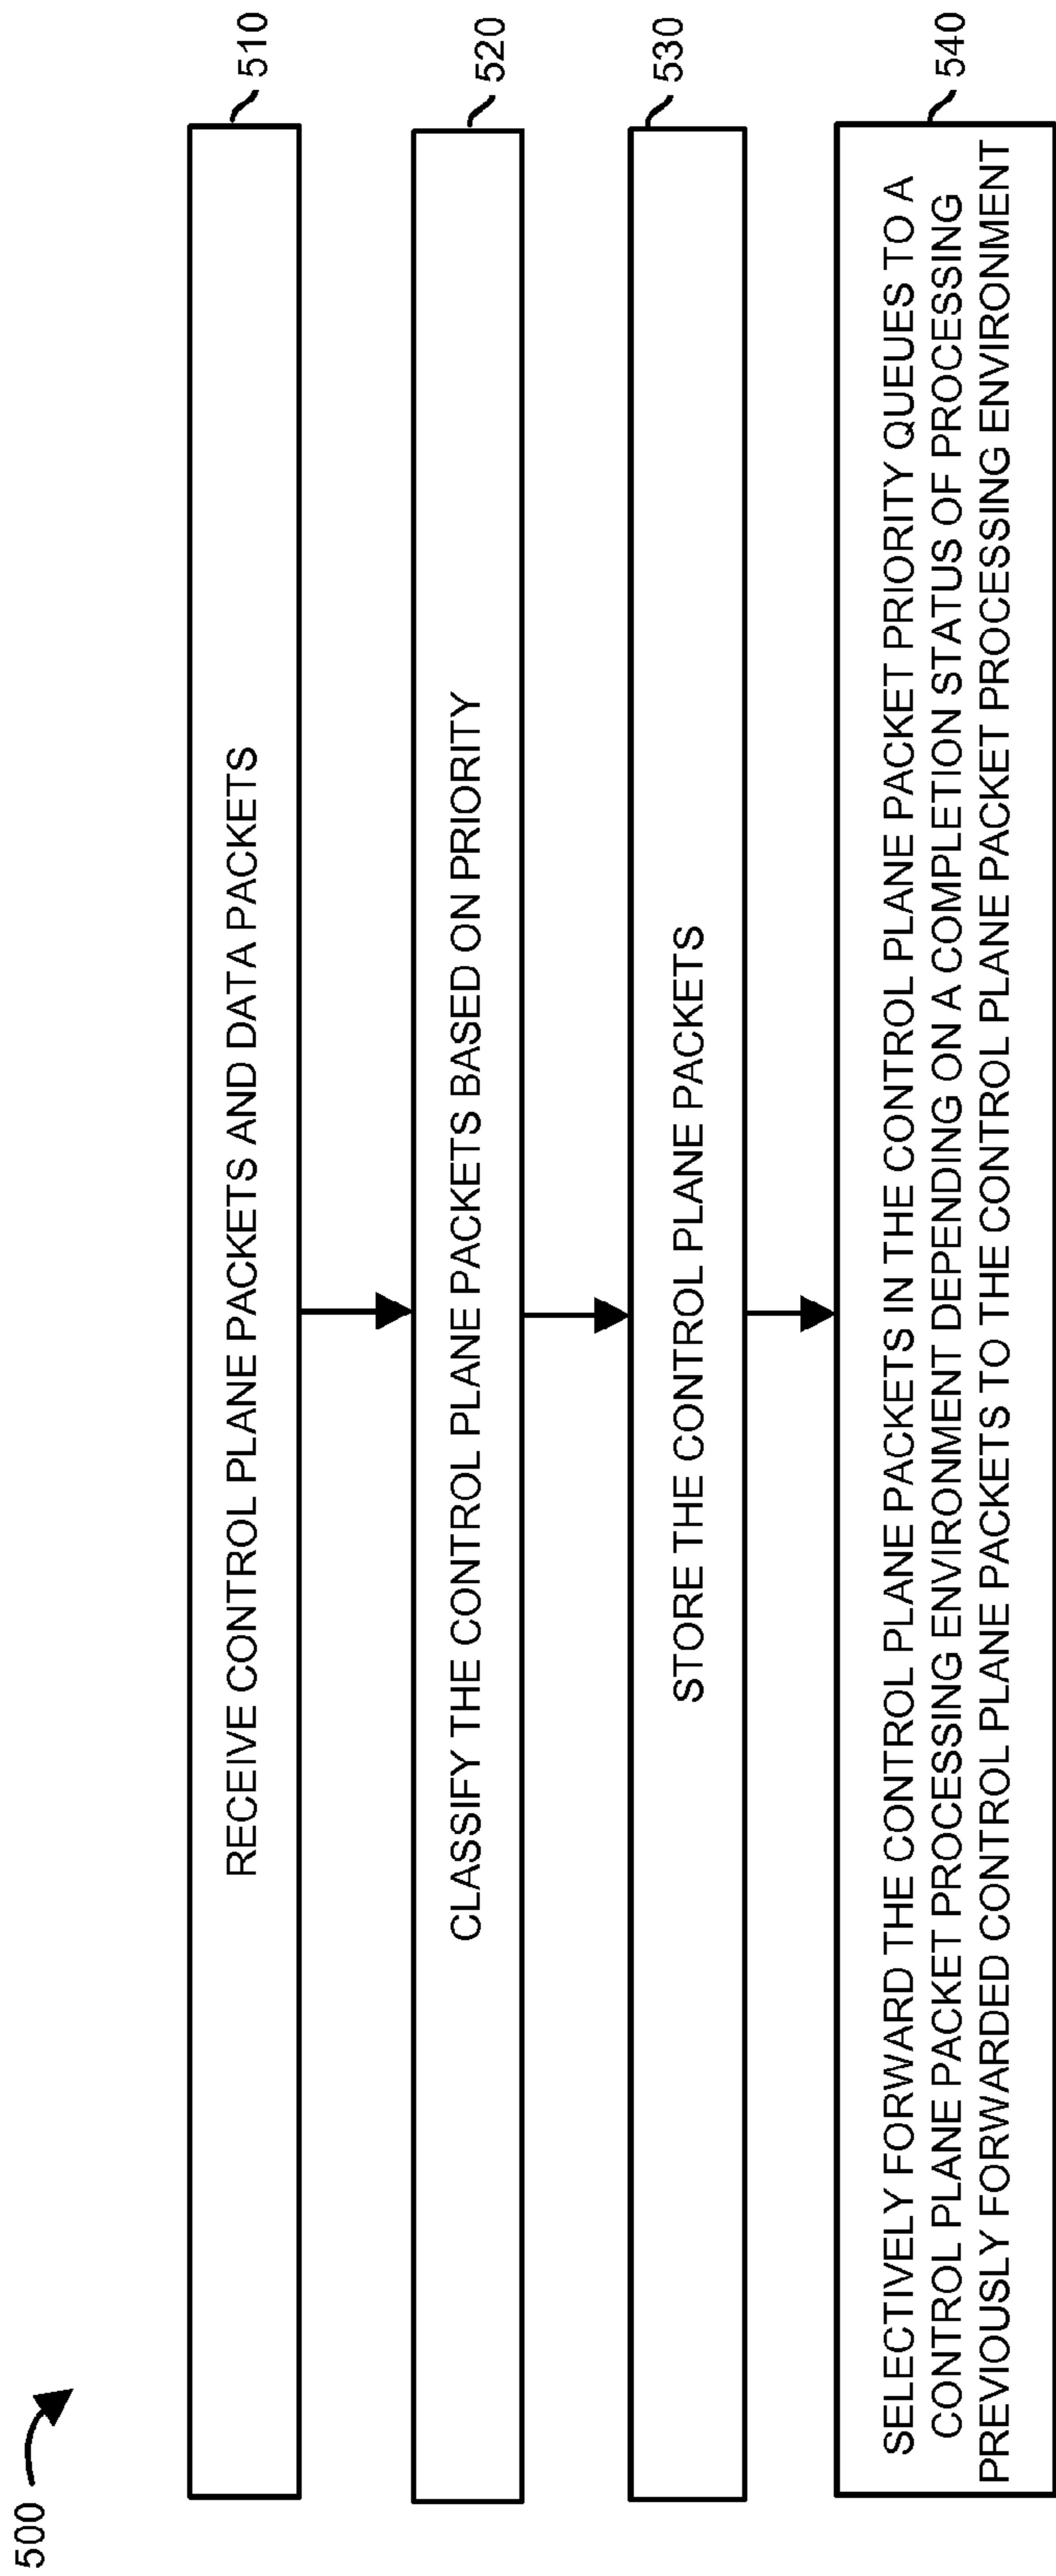 500
RECEIVE CONTROL PLANE PACKETS AND DATA PACKETS
510
CLASSIFY THE CONTROL PLANE PACKETS BASED ON PRIORITY
520
STORE THE CONTROL PLANE PACKETS
530
SELECTIVELY FORWARD THE CONTROL PLANE PACKETS IN THE CONTROL PLANE PACKET PRIORITY QUEUES TO A
CONTROL PLANE PACKET PROCESSING ENVIRONMENT DEPENDING ON A COMPLETION STATUS OF PROCESSING
PREVIOUSLY FORWARDED CONTROL PLANE PACKETS TO THE CONTROL PLANE PACKET PROCESSING ENVIRONMENT
540